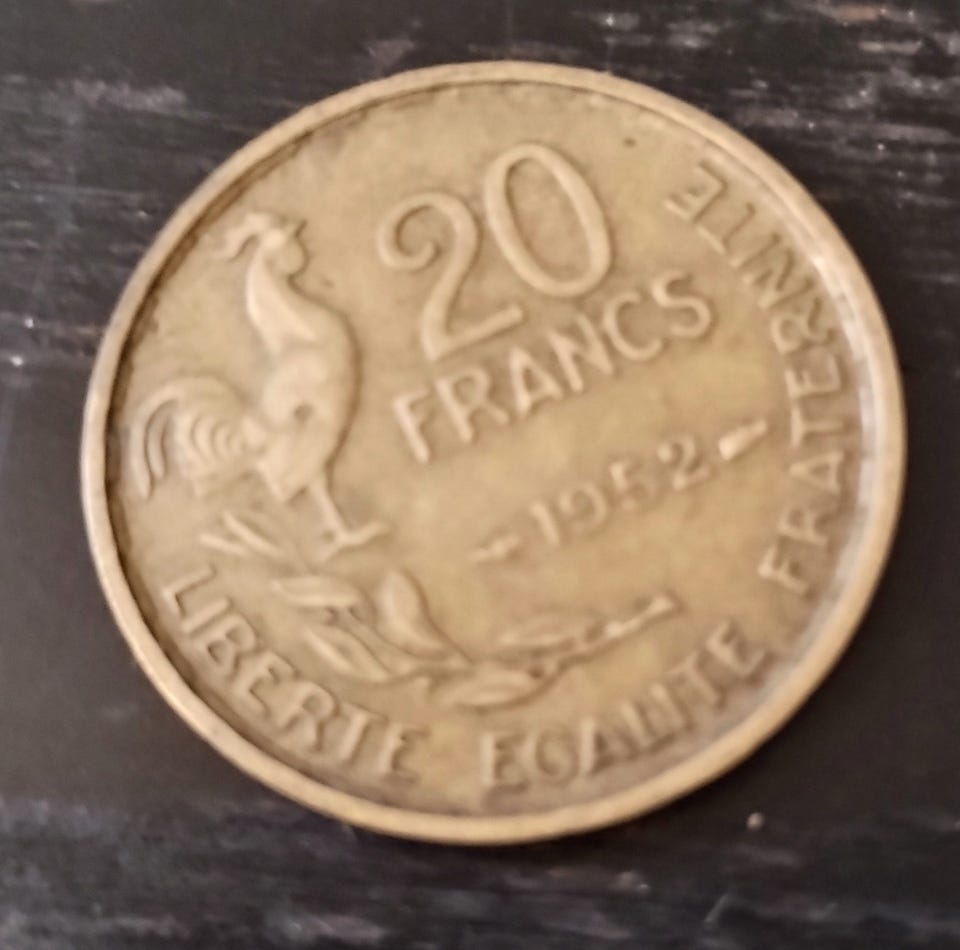 20
FRANCS
1952
LIBERTE EGALITE FRATERNITE